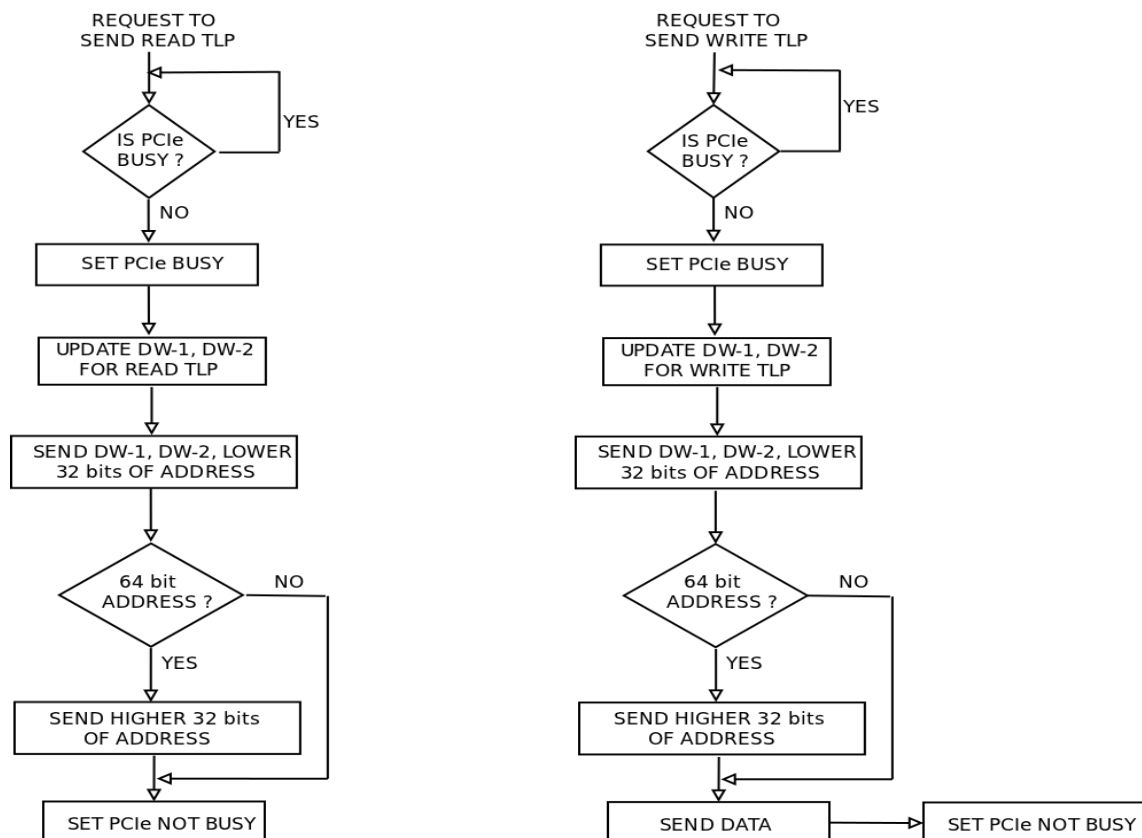 REQUEST TO
SEND READ TLP
YES
IS PCIe
BUSY ?
NO
SET PCIe BUSY
UPDATE DW-1, DW-2
FOR READ TLP
SEND DW-1, DW-2, LOWER
32 bits OF ADDRESS
64 bit
ADDRESS ?
NO
YES
SEND HIGHER 32 bits
OF ADDRESS
SET PCIe NOT BUSY
REQUEST TO
SEND WRITE TLP
YES
IS PCIe
BUSY ?
NO
SET PCIe BUSY
UPDATE DW-1, DW-2
FOR WRITE TLP
SEND DW-1, DW-2, LOWER
32 bits OF ADDRESS
64 bit
ADDRESS ?
NO
YES
SEND HIGHER 32 bits
OF ADDRESS
SEND DATA
SET PCIe NOT BUSY